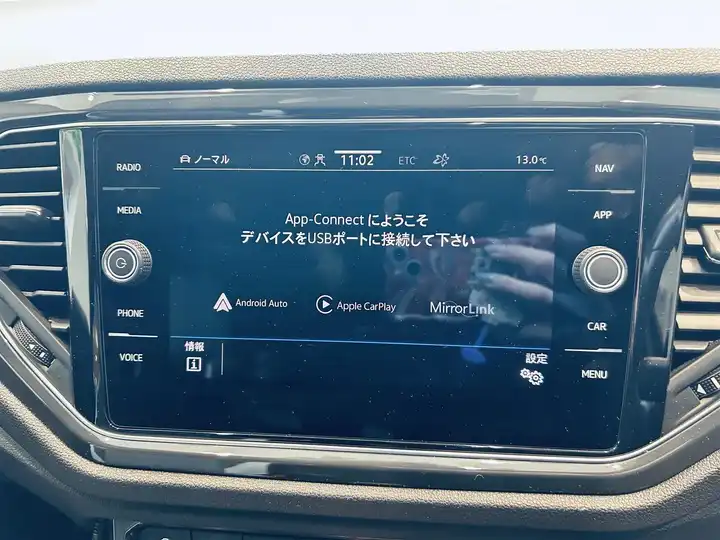 RADIO
MEDIA
PHONE
VOICE
ノーマル
11:02
ETC
13.0℃
App-Connect にようこそ
デバイスをUSBポートに接続して下さい
Android Auto
Apple CarPlay
MirrorLink
情報
設定
NAV
APP
CAR
MENU